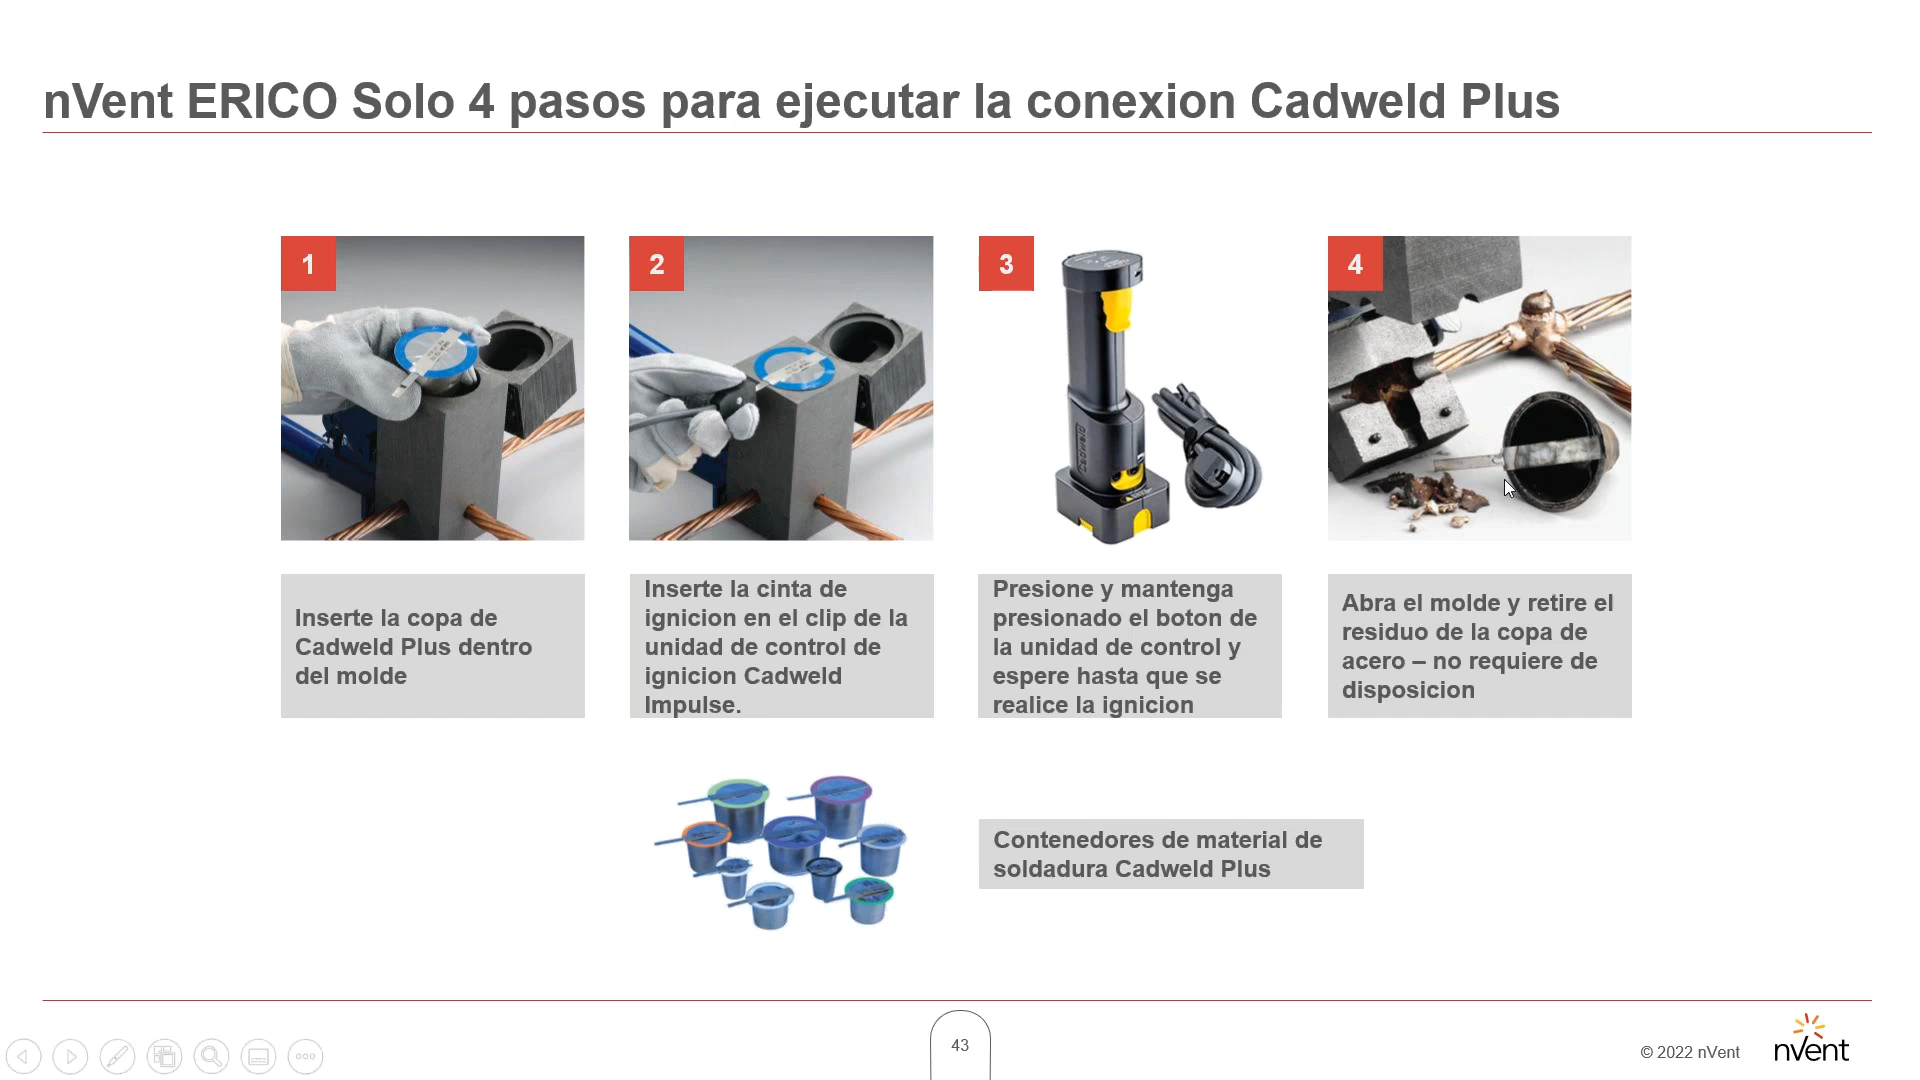 nVent ERICO Solo 4 pasos para ejecutar la conexion Cadweld Plus
1
2
3
4
Inserte la copa de
Cadweld Plus dentro
del molde
Inserte la cinta de
ignicion en el clip de la
unidad de control de
ignicion Cadweld
Impulse.
Presione y mantenga
presionado el boton de
la unidad de control y
espere hasta que se
realice la ignicion
Abra el molde y retire el
residuo de la copa de
acero – no requiere de
disposicion
Contenedores de material de
soldadura Cadweld Plus
43
© 2022 nVent
nVent